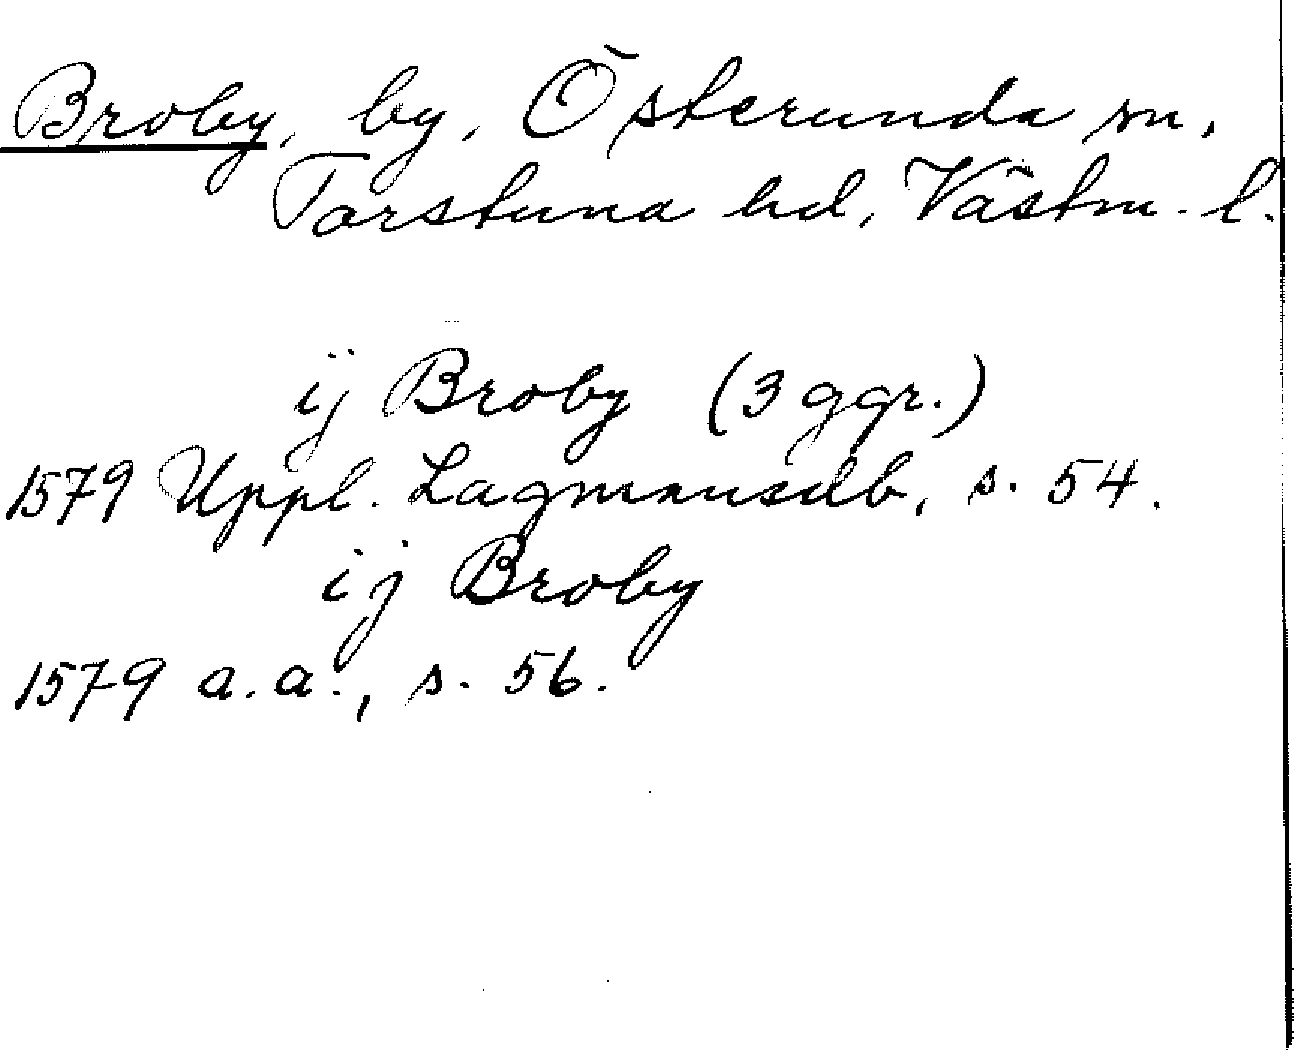 Broby, by, Österunda sn,
Torstuna hd, Västm. l.
ij Broby (3 ggr.)
1579 Uppl. Lagmansdb, s. 54.
ij Broby
1579 a.a., s. 56.